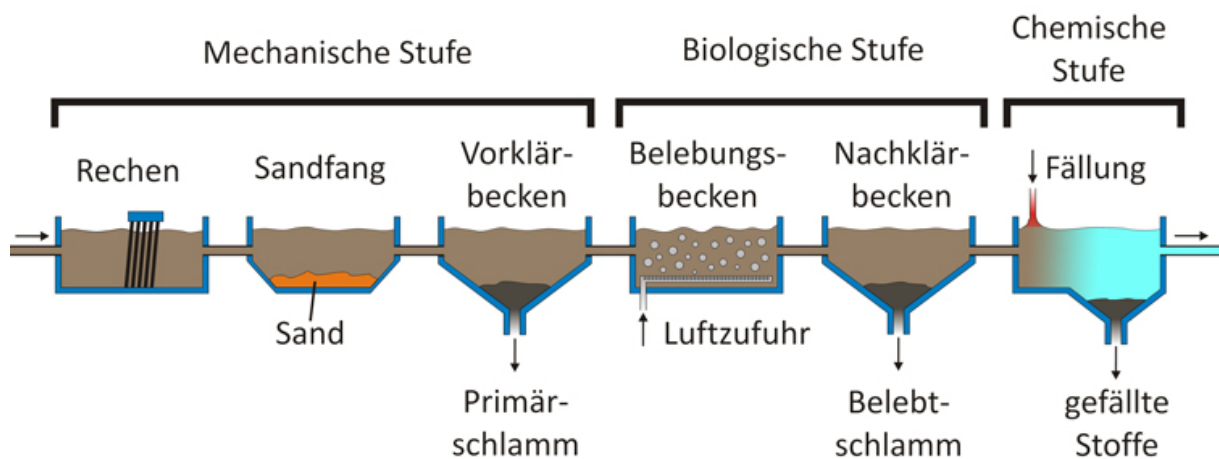 Mechanische Stufe
Biologische Stufe
Chemische
Stufe
Rechen
Sandfang
Vorklär-
becken
Belebungs-
becken
Nachklär-
becken
Fällung
Sand
Luftzufuhr
Primär-
schlamm
Belebt-
schlamm
gefällte
Stoffe